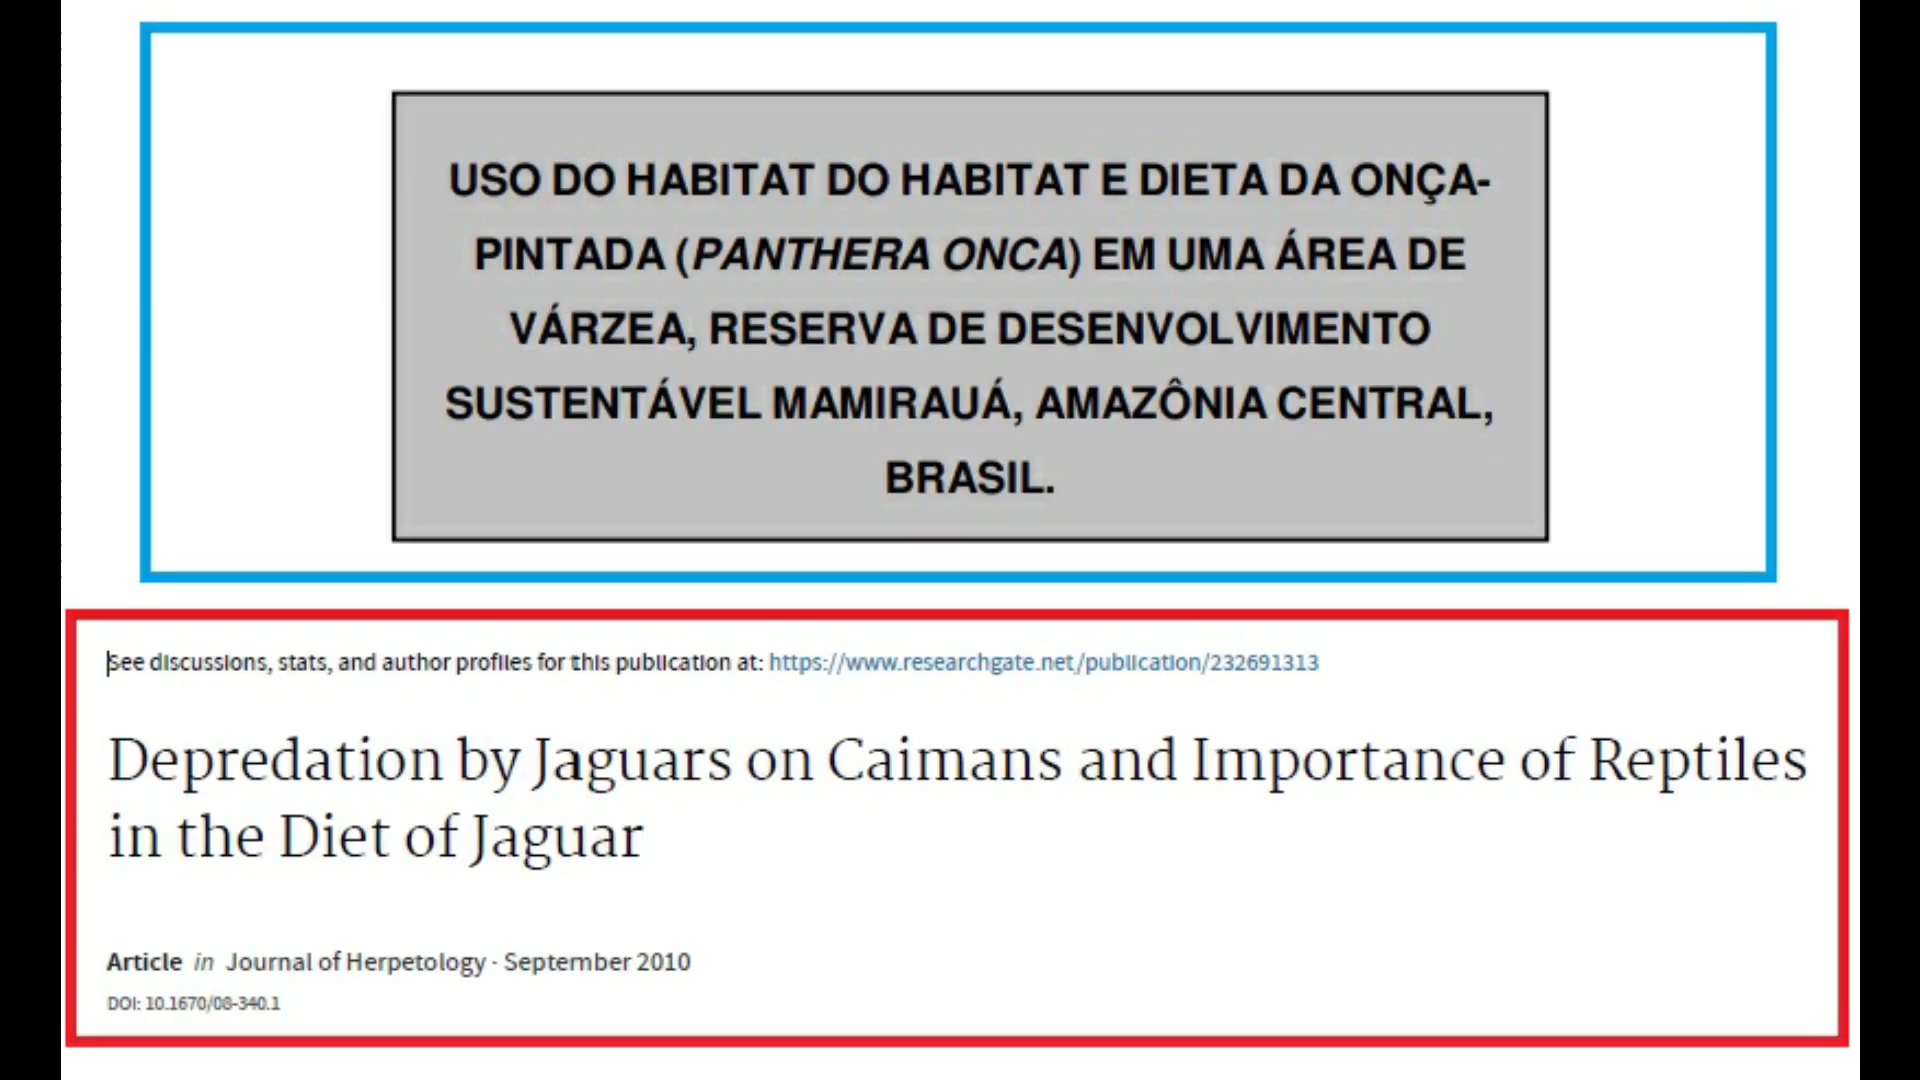 USO DO HABITAT DO HABITAT E DIETA DA ONÇA-
PINTADA (PANTHERA ONCA) EM UMA ÁREA DE
VÁRZEA, RESERVA DE DESENVOLVIMENTO
SUSTENTÁVEL MAMIRAUÁ, AMAZÔNIA CENTRAL,
BRASIL.
See discussions, stats, and author profiles for this publication at: https://www.researchgate.net/publication/232691313
Depredation by Jaguars on Caimans and Importance of Reptiles
in the Diet of Jaguar
Article in Journal of Herpetology · September 2010
DOI: 10.1670/08-340.1